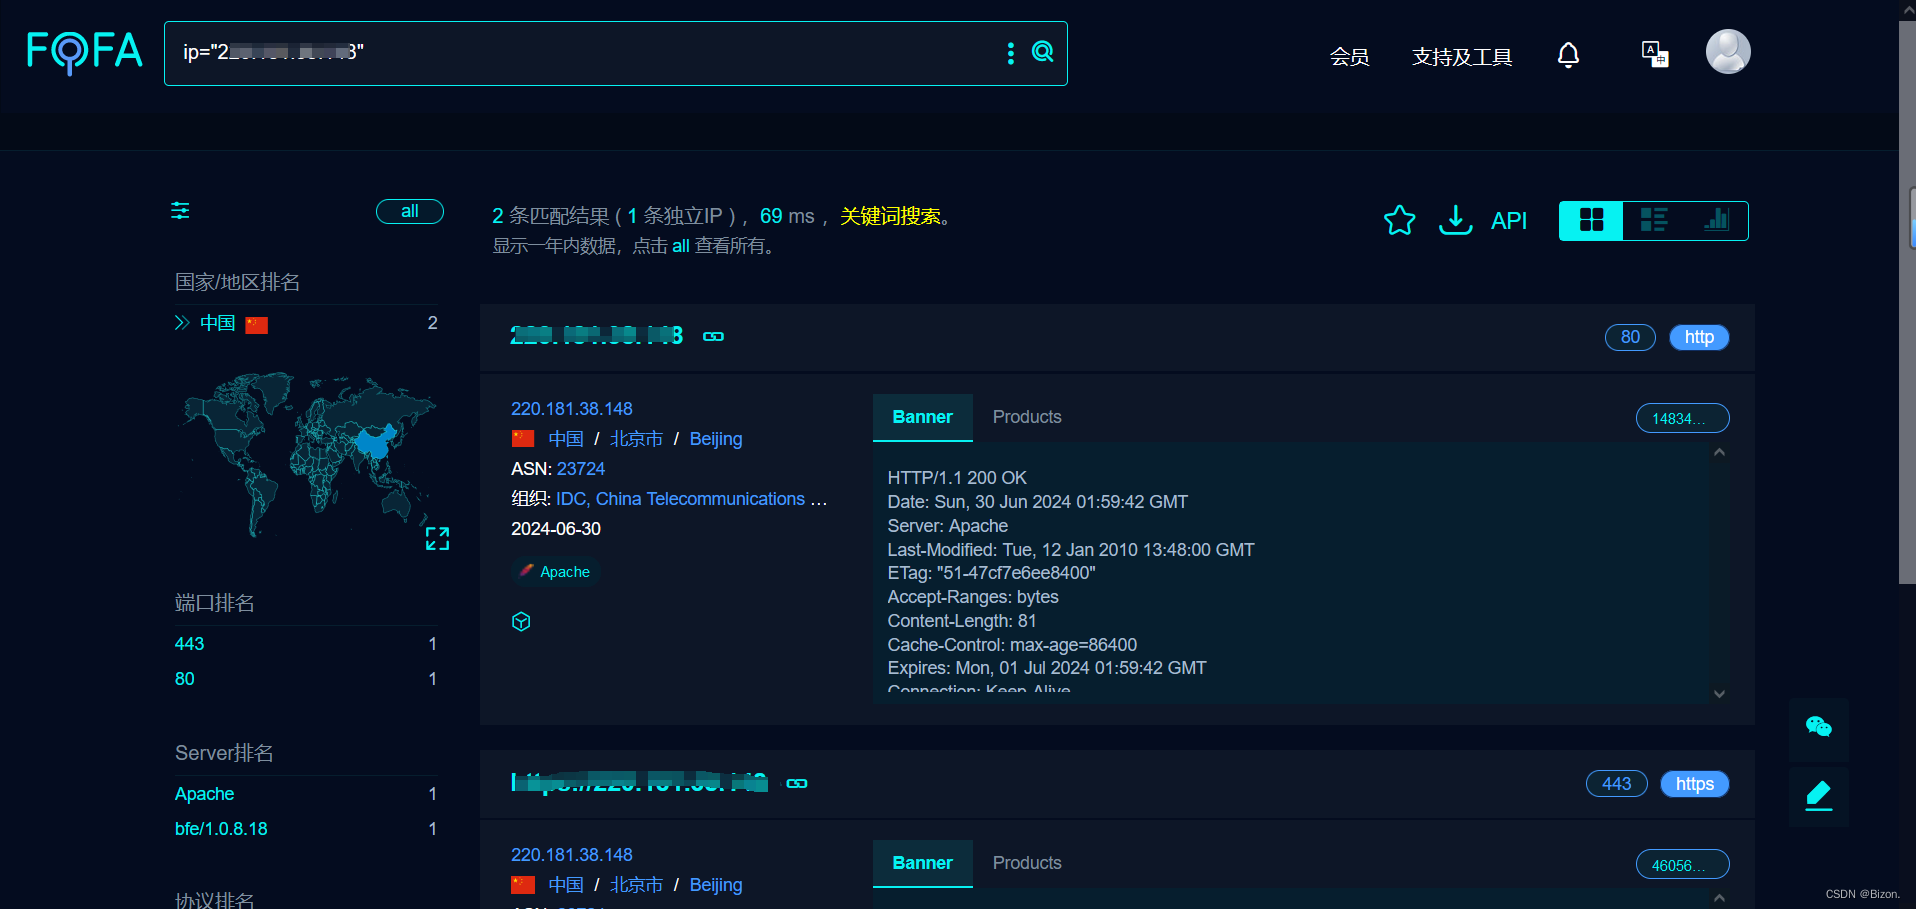 FOFA
会员
支持及工具
all
2 条匹配结果 ( 1 条独立IP ) ， 69 ms ， 关键词搜索。
显示一年内数据，点击 all 查看所有。
API
国家/地区排名
中国 2
80 http
220.181.38.148
中国 / 北京市 / Beijing
ASN: 23724
组织: IDC, China Telecommunications …
2024-06-30
Apache
Banner Products
14834…
HTTP/1.1 200 OK
Date: Sun, 30 Jun 2024 01:59:42 GMT
Server: Apache
Last-Modified: Tue, 12 Jan 2010 13:48:00 GMT
ETag: "51-47cf7e6ee8400"
Accept-Ranges: bytes
Content-Length: 81
Cache-Control: max-age=86400
Expires: Mon, 01 Jul 2024 01:59:42 GMT
Connection: Keep-Alive
端口排名
443 1
80 1
Server排名
Apache 1
bfe/1.0.8.18 1
协议排名
443 https
220.181.38.148
中国 / 北京市 / Beijing
Banner Products
46056…
CSDN @Bizon.